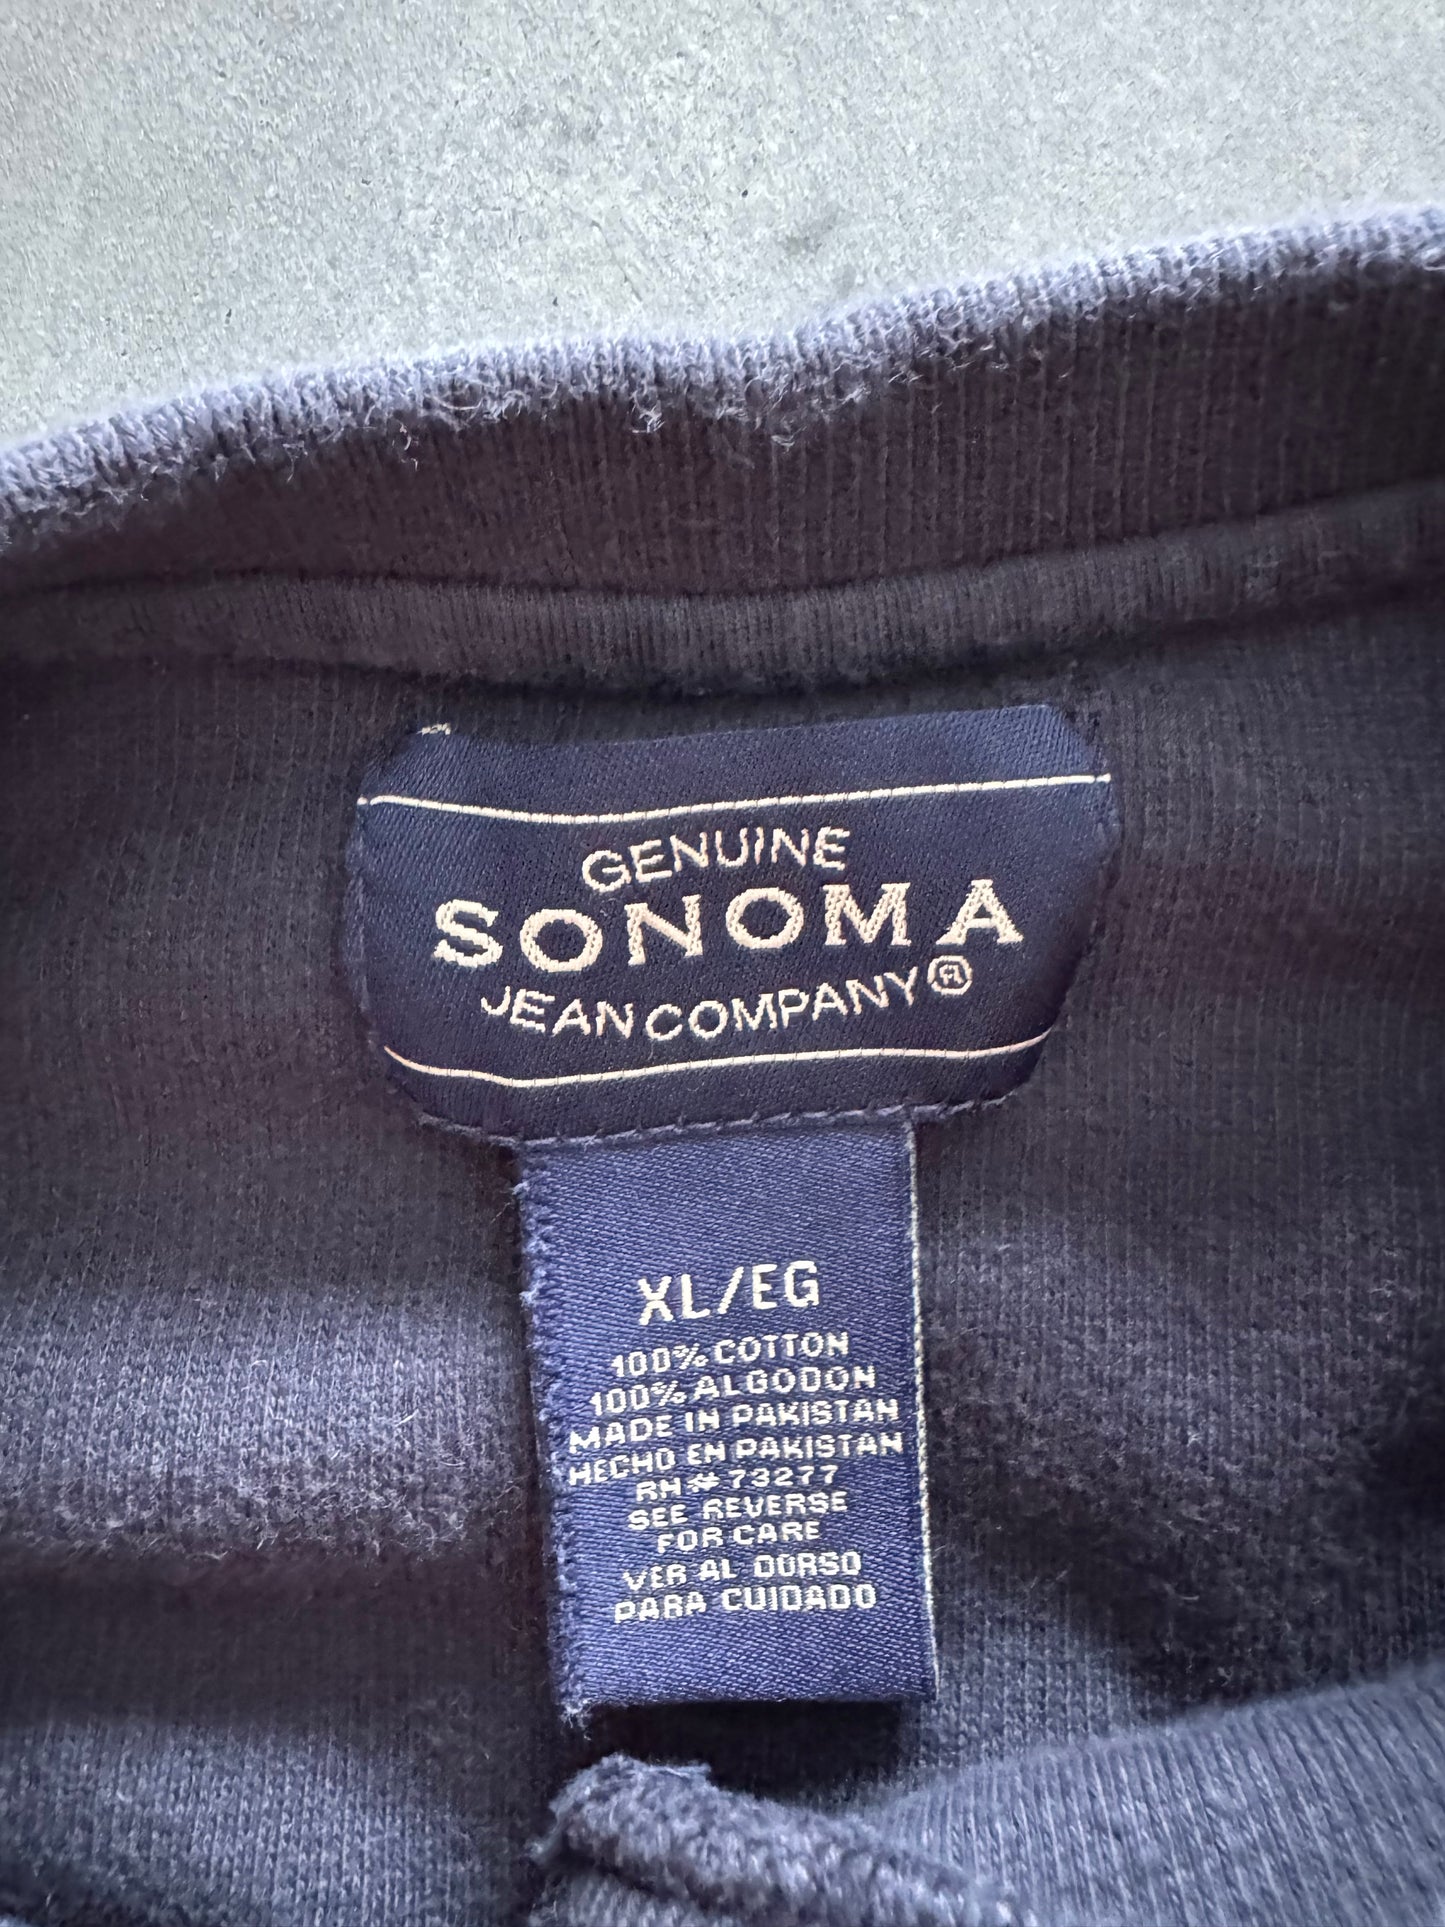 GENUINE
SONOMA
JEAN COMPANY®
XL/EG
100% COTTON
100% ALGODON
MADE IN PAKISTAN
HECHO EN PAKISTAN
RN# 73277
SEE REVERSE
FOR CARE
VER AL DORSO
PARA CUIDADO